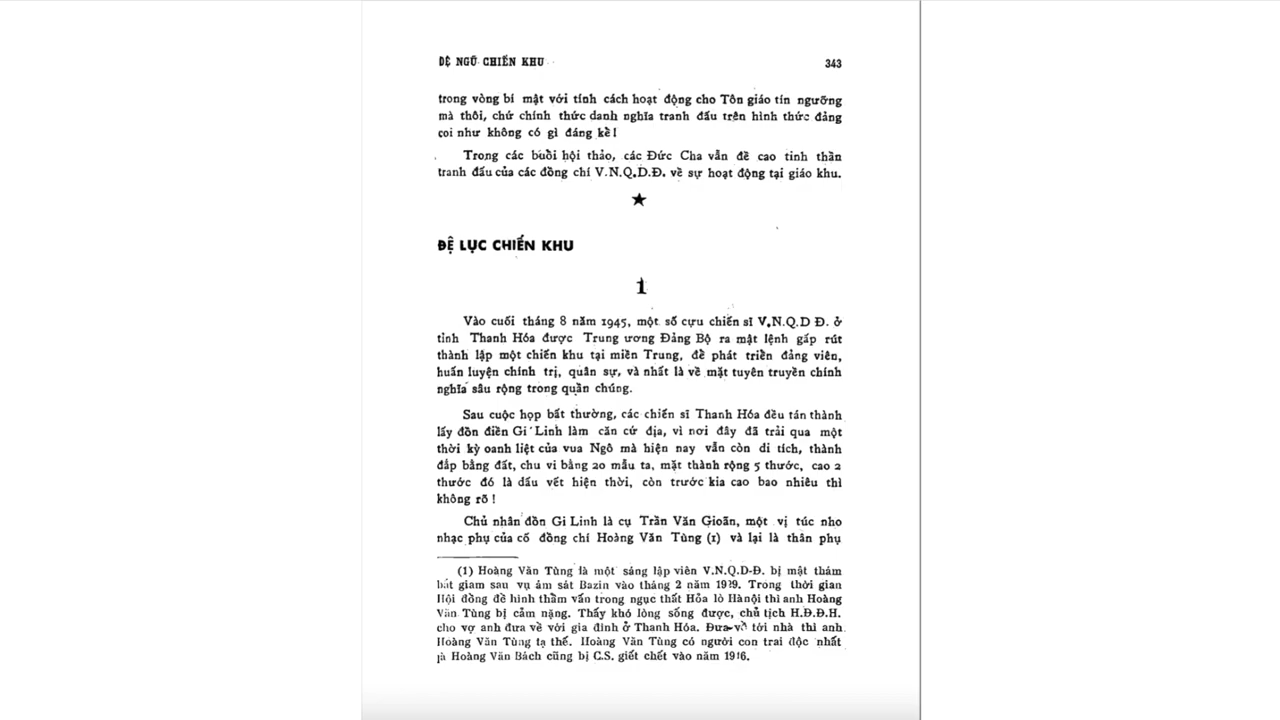 ĐỆ NGŨ CHIẾN KHU 343
trong vòng bí mật với tính cách hoạt động cho Tôn giáo tín ngưỡng
mà thôi, chứ chính thức danh nghĩa tranh đấu trên hình thức đảng
coi như không có gì đáng kể!
Trong các buổi hội thảo, các Đức Cha vẫn đề cao tinh thần
tranh đấu của các đồng chí V.N.Q.D.Đ. về sự hoạt động tại giáo khu.
★
ĐỆ LỤC CHIẾN KHU
1
Vào cuối tháng 8 năm 1945, một số cựu chiến sĩ V.N.Q.D Đ. ở
tỉnh Thanh Hóa được Trung ương Đảng Bộ ra mật lệnh gấp rút
thành lập một chiến khu tại miền Trung, để phát triển đảng viên,
huấn luyện chính trị, quân sự, và nhất là về mặt tuyên truyền chính
nghĩa sâu rộng trong quần chúng.
Sau cuộc họp bất thường, các chiến sĩ Thanh Hóa đều tán thành
lấy đồn điền Gi Linh làm căn cứ địa, vì nơi đây đã trải qua một
thời kỳ oanh liệt của vua Ngô mà hiện nay vẫn còn di tích, thành
đắp bằng đất, chu vi bằng 20 mẫu ta, mặt thành rộng 5 thước, cao 2
thước đó là dấu vết hiện thời, còn trước kia cao bao nhiêu thì
không rõ !
Chủ nhân đồn Gi Linh là cụ Trần Văn Gioãn, một vị túc nho
nhạc phụ của cố đồng chí Hoàng Văn Tùng (1) và lại là thân phụ
(1) Hoàng Văn Tùng là một sáng lập viên V.N.Q.D-Đ. bị mật thám
bắt giam sau vụ ám sát Bazin vào tháng 2 năm 1929. Trong thời gian
Hội đồng đề hình thẩm vấn trong ngục thất Hỏa lò Hà nội thì anh Hoàng
Văn Tùng bị cảm nặng. Thấy khó lòng sống được, chủ tịch H.Đ.Đ.H.
cho vợ anh đưa về với gia đình ở Thanh Hóa. Đưa về tới nhà thì anh
Hoàng Văn Tùng tạ thế. Hoàng Văn Tùng có người con trai độc nhất
là Hoàng Văn Bách cũng bị C.S. giết chết vào năm 1946.